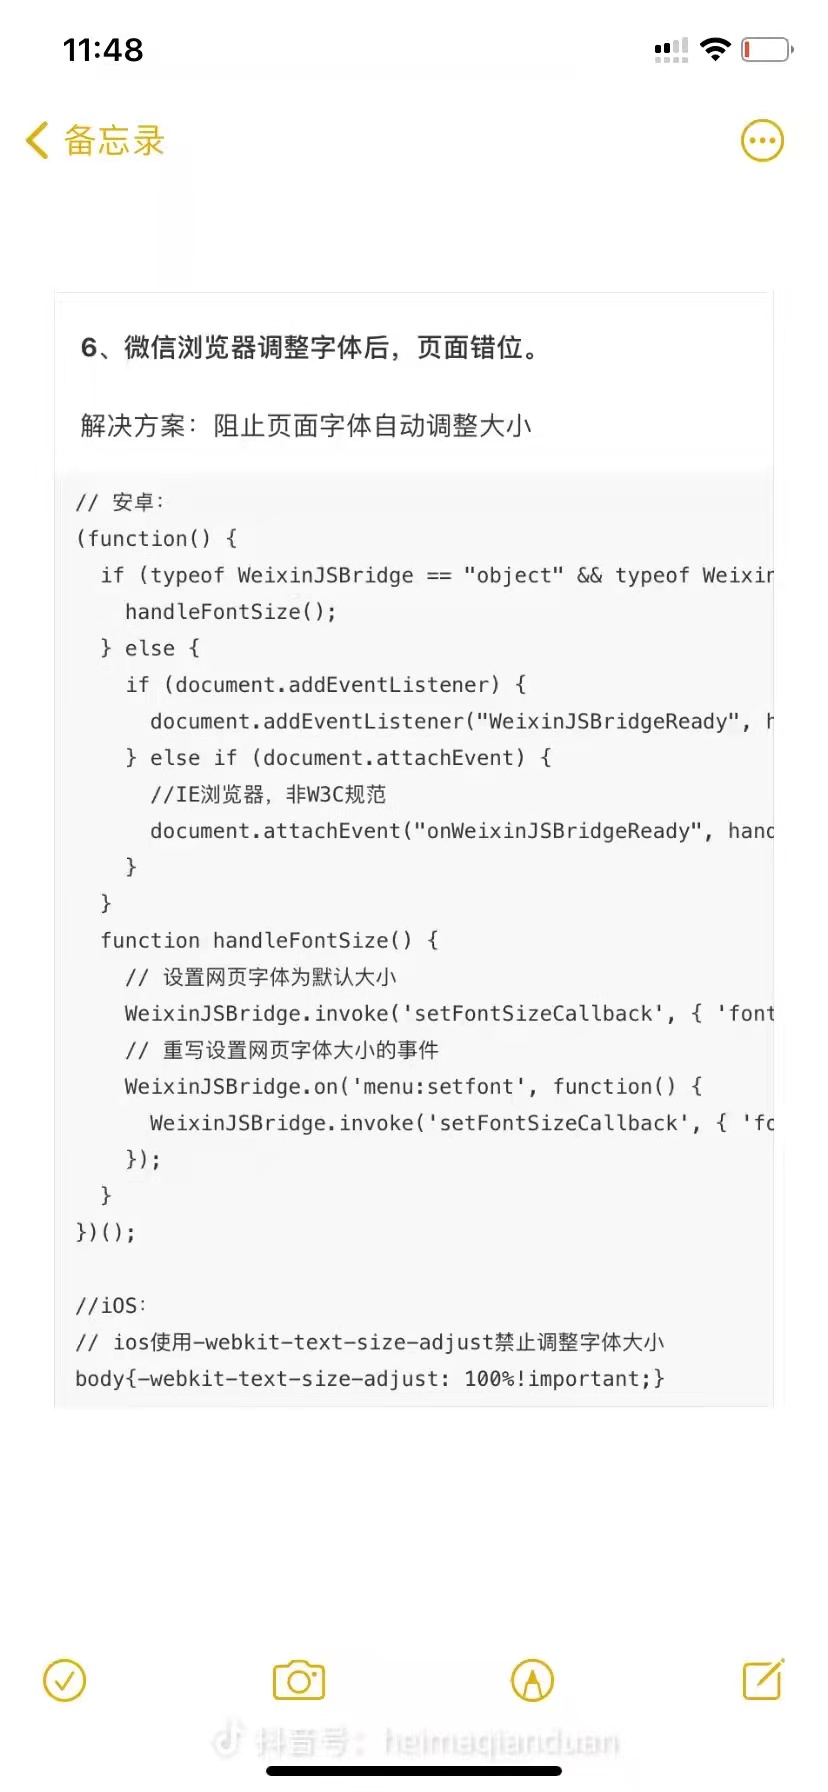 11:48
备忘录
6、微信浏览器调整字体后，页面错位。
解决方案：阻止页面字体自动调整大小
// 安卓：
(function() {
  if (typeof WeixinJSBridge == "object" && typeof Weixin
    handleFontSize();
  } else {
    if (document.addEventListener) {
      document.addEventListener("WeixinJSBridgeReady", h
    } else if (document.attachEvent) {
      //IE浏览器，非W3C规范
      document.attachEvent("onWeixinJSBridgeReady", hand
    }
  }
  function handleFontSize() {
    // 设置网页字体为默认大小
    WeixinJSBridge.invoke('setFontSizeCallback', { 'font
    // 重写设置网页字体大小的事件
    WeixinJSBridge.on('menu:setfont', function() {
      WeixinJSBridge.invoke('setFontSizeCallback', { 'fo
    });
  }
})();
//iOS：
// ios使用-webkit-text-size-adjust禁止调整字体大小
body{-webkit-text-size-adjust: 100%!important;}
抖音号：heimaqianduan